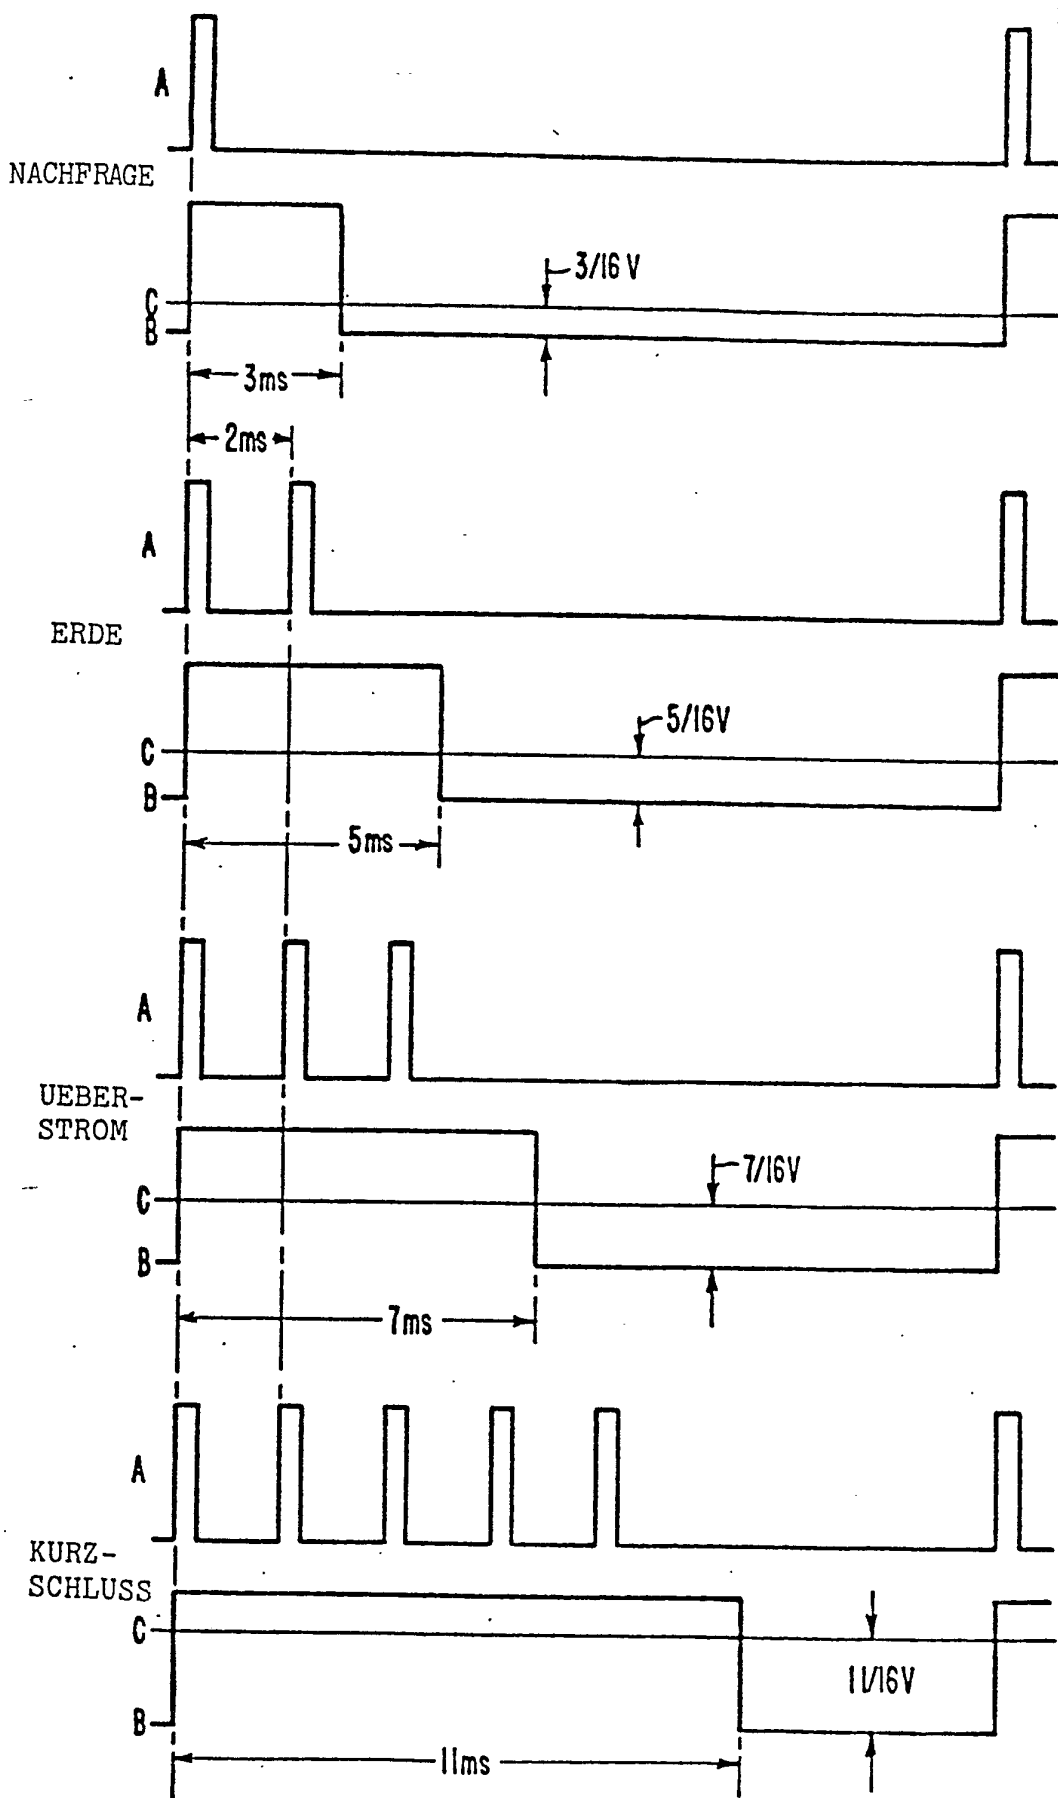 A
NACHFRAGE
3/16 V
C
B
3ms
2ms
A
ERDE
5/16V
C
B
5ms
A
UEBER-
STROM
7/16V
C
B
7ms
A
KURZ-
SCHLUSS
C
11/16V
B
11ms